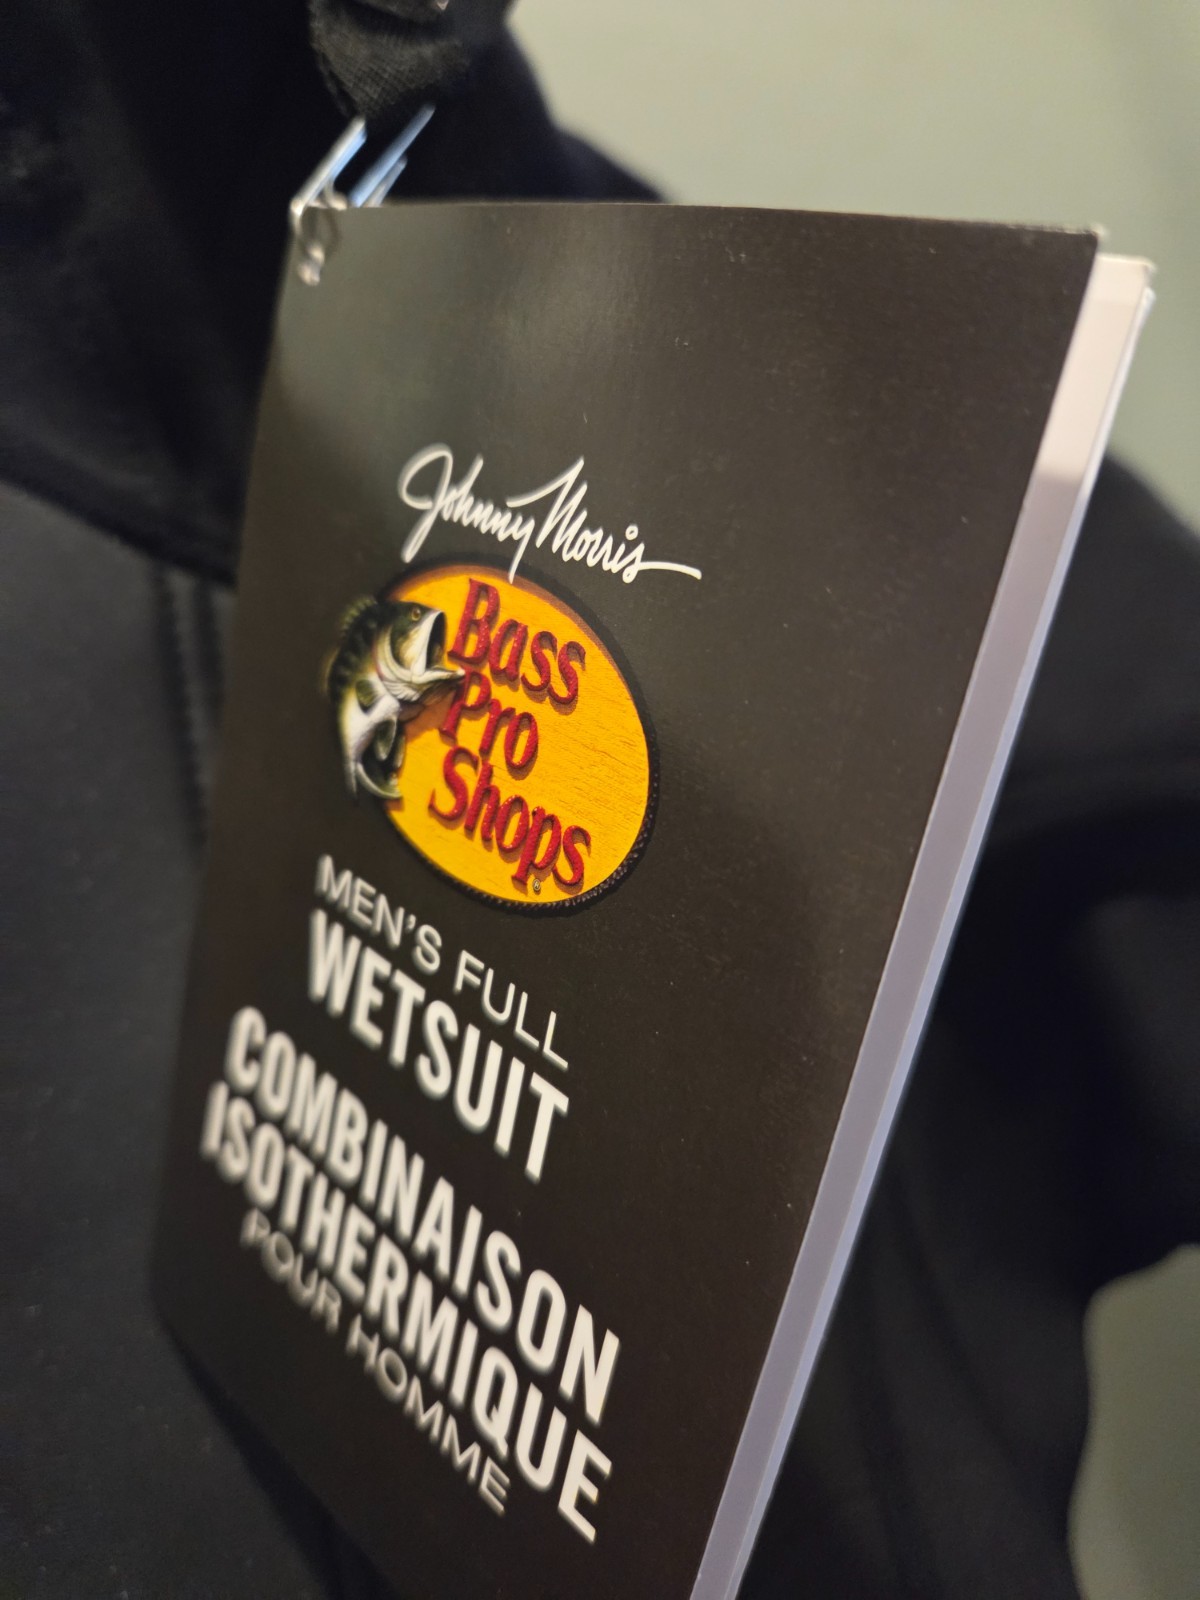 Johnny Morris
Bass
Pro
Shops®
MEN'S FULL
WETSUIT
COMBINAISON
ISOTHERMIQUE
POUR HOMME